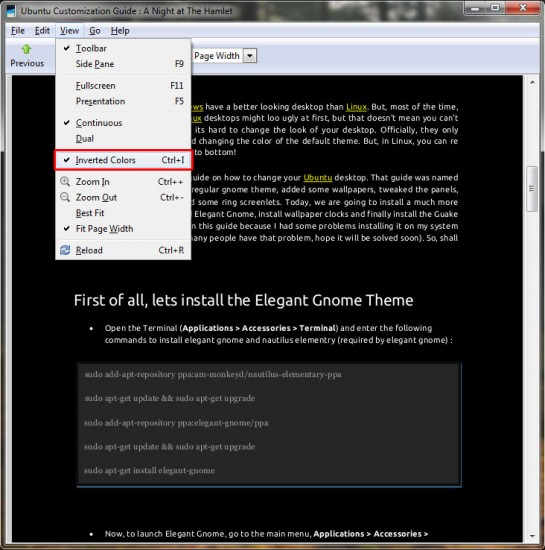 Ubuntu Customization Guide : A Night at The Hamlet
File Edit View Go Help
Previous
Page Width
Toolbar
Side Pane F9
Fullscreen F11
Presentation F5
Continuous
Dual
Inverted Colors Ctrl+I
Zoom In Ctrl++
Zoom Out Ctrl+-
Best Fit
Fit Page Width
Reload Ctrl+R
ws have a better looking desktop than Linux. But, most of the time,
ux desktops might loo ugly at first, but that doesn't mean you can't
its hard to change the look of your desktop. Officially, they only
d changing the color of the default theme. But, in Linux, you can re
to bottom!
uide on how to change your Ubuntu desktop. That guide was named
regular gnome theme, added some wallpapers, tweaked the panels,
d some ring screenlets. Today, we are going to install a much more
Elegant Gnome, install wallpaper clocks and finally install the Guake
n this guide because I had some problems installing it on my system
many people have that problem, hope it will be solved soon). So, shall
First of all, lets install the Elegant Gnome Theme
• Open the Terminal (Applications > Accessories > Terminal) and enter the following
commands to install elegant gnome and nautilus elementry (required by elegant gnome) :
sudo add-apt-repository ppa:am-monkeyd/nautilus-elementary-ppa
sudo apt-get update && sudo apt-get upgrade
sudo add-apt-repository ppa:elegant-gnome/ppa
sudo apt-get update && sudo apt-get upgrade
sudo apt-get install elegant-gnome
• Now, to launch Elegant Gnome, go to the main menu, Applications > Accessories >